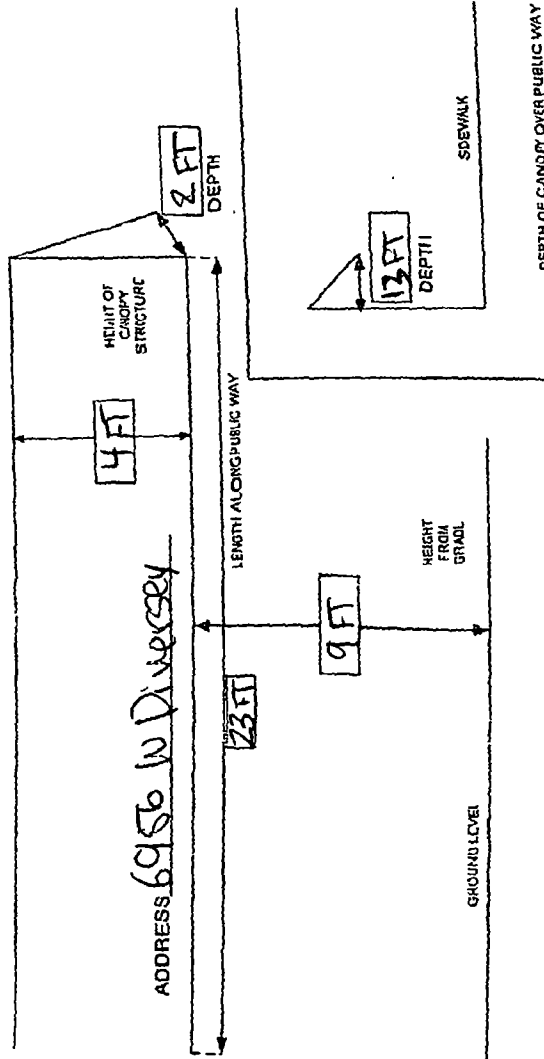 2 FT
DEPTH
HEIGHT OF
CANOPY
STRUCTURE
4 FT
ADDRESS 6956 W Diversey
LENGTH ALONG PUBLIC WAY
23 FT
9 FT
HEIGHT
FROM
GRADE
GROUND LEVEL
13 FT
DEPTH
SIDEWALK
DEPTH OF CANOPY OVER PUBLIC WAY